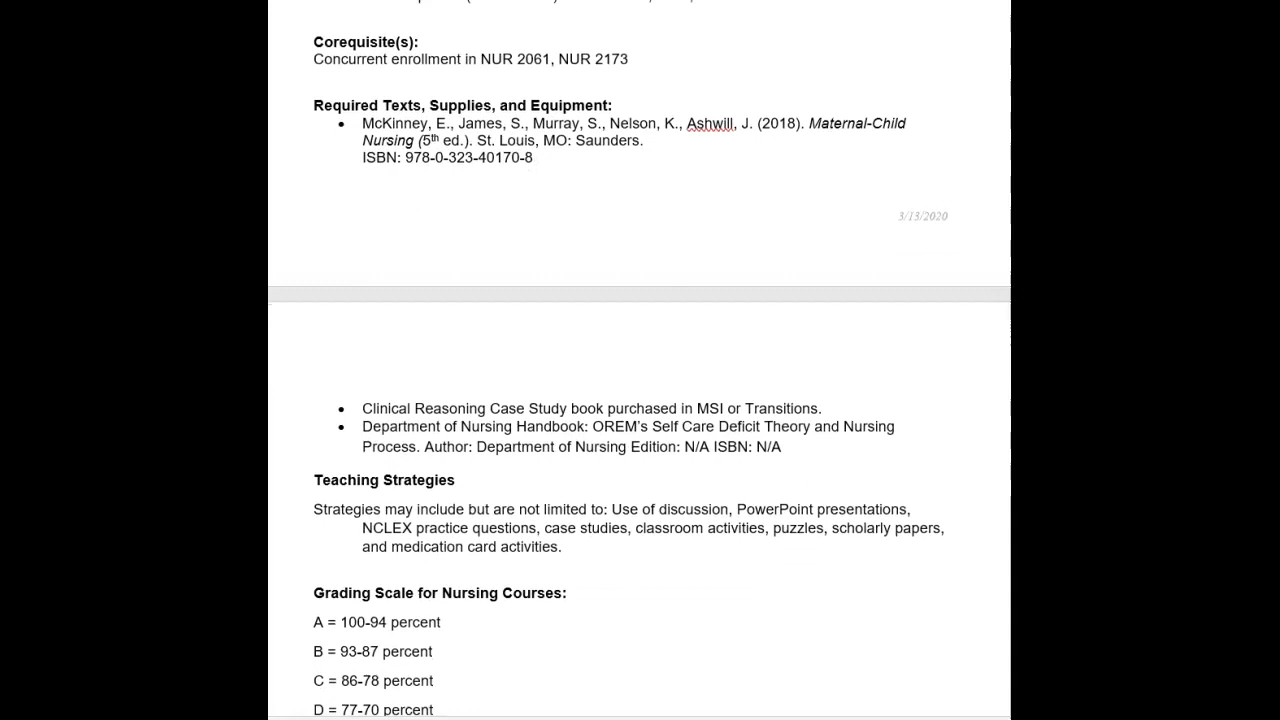 Corequisite(s):
Concurrent enrollment in NUR 2061, NUR 2173
Required Texts, Supplies, and Equipment:
• McKinney, E., James, S., Murray, S., Nelson, K., Ashwill, J. (2018). Maternal-Child
Nursing (5th ed.). St. Louis, MO: Saunders.
ISBN: 978-0-323-40170-8
3/13/2020
• Clinical Reasoning Case Study book purchased in MSI or Transitions.
• Department of Nursing Handbook: OREM's Self Care Deficit Theory and Nursing
Process. Author: Department of Nursing Edition: N/A ISBN: N/A
Teaching Strategies
Strategies may include but are not limited to: Use of discussion, PowerPoint presentations,
NCLEX practice questions, case studies, classroom activities, puzzles, scholarly papers,
and medication card activities.
Grading Scale for Nursing Courses:
A = 100-94 percent
B = 93-87 percent
C = 86-78 percent
D = 77-70 percent